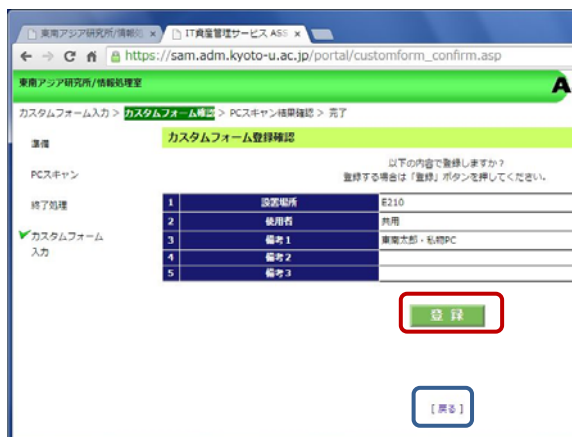 東南アジア研究所/情報処
IT資産管理サービス ASS
https://sam.adm.kyoto-u.ac.jp/portal/customform_confirm.asp
東南アジア研究所/情報処理室
A
カスタムフォーム入力 > カスタムフォーム確認 > PCスキャン結果確認 > 完了
準備
PCスキャン
終了処理
カスタムフォーム
入力
カスタムフォーム登録確認
以下の内容で登録しますか?
登録する場合は「登録」ボタンを押してください。
1 設置場所 E210
2 使用者 共用
3 備考1 東南太郎・私物PC
4 備考2
5 備考3
登 録
[ 戻る ]